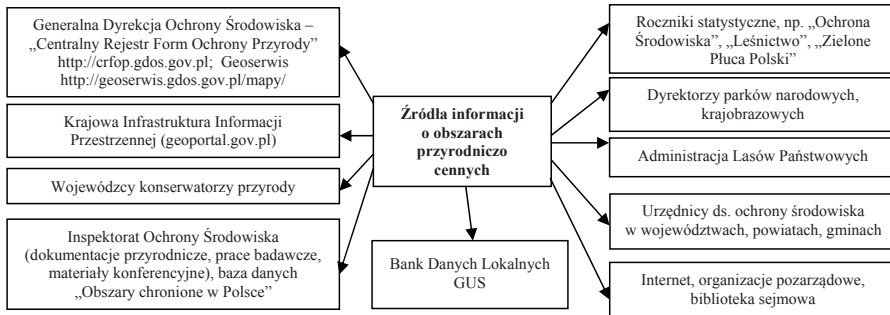 Generalna Dyrekcja Ochrony Środowiska –
„Centralny Rejestr Form Ochrony Przyrody”
http://crfop.gdos.gov.pl; Geoserwis
http://geoserwis.gdos.gov.pl/mapy/
Krajowa Infrastruktura Informacji
Przestrzennej (geoportal.gov.pl)
Wojewódzcy konserwatorzy przyrody
Inspektorat Ochrony Środowiska
(dokumentacje przyrodnicze, prace badawcze,
materiały konferencyjne), baza danych
„Obszary chronione w Polsce”
Źródła informacji
o obszarach
przyrodniczo
cennych
Bank Danych Lokalnych
GUS
Roczniki statystyczne, np. „Ochrona
Środowiska”, „Leśnictwo”, „Zielone
Płuca Polski”
Dyrektorzy parków narodowych,
krajobrazowych
Administracja Lasów Państwowych
Urzędnicy ds. ochrony środowiska
w województwach, powiatach, gminach
Internet, organizacje pozarządowe,
biblioteka sejmowa